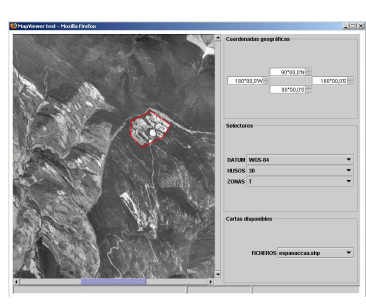 MapViewer test - Mozilla Firefox
Coordenadas geográficas
90°00,0'N
180°00,0'W
180°00,0'E
90°00,0'S
Selectores
DATUM WGS-84
HUSOS 30
ZONAS T
Cartas disponibles
FICHEROS espanaccaa.shp